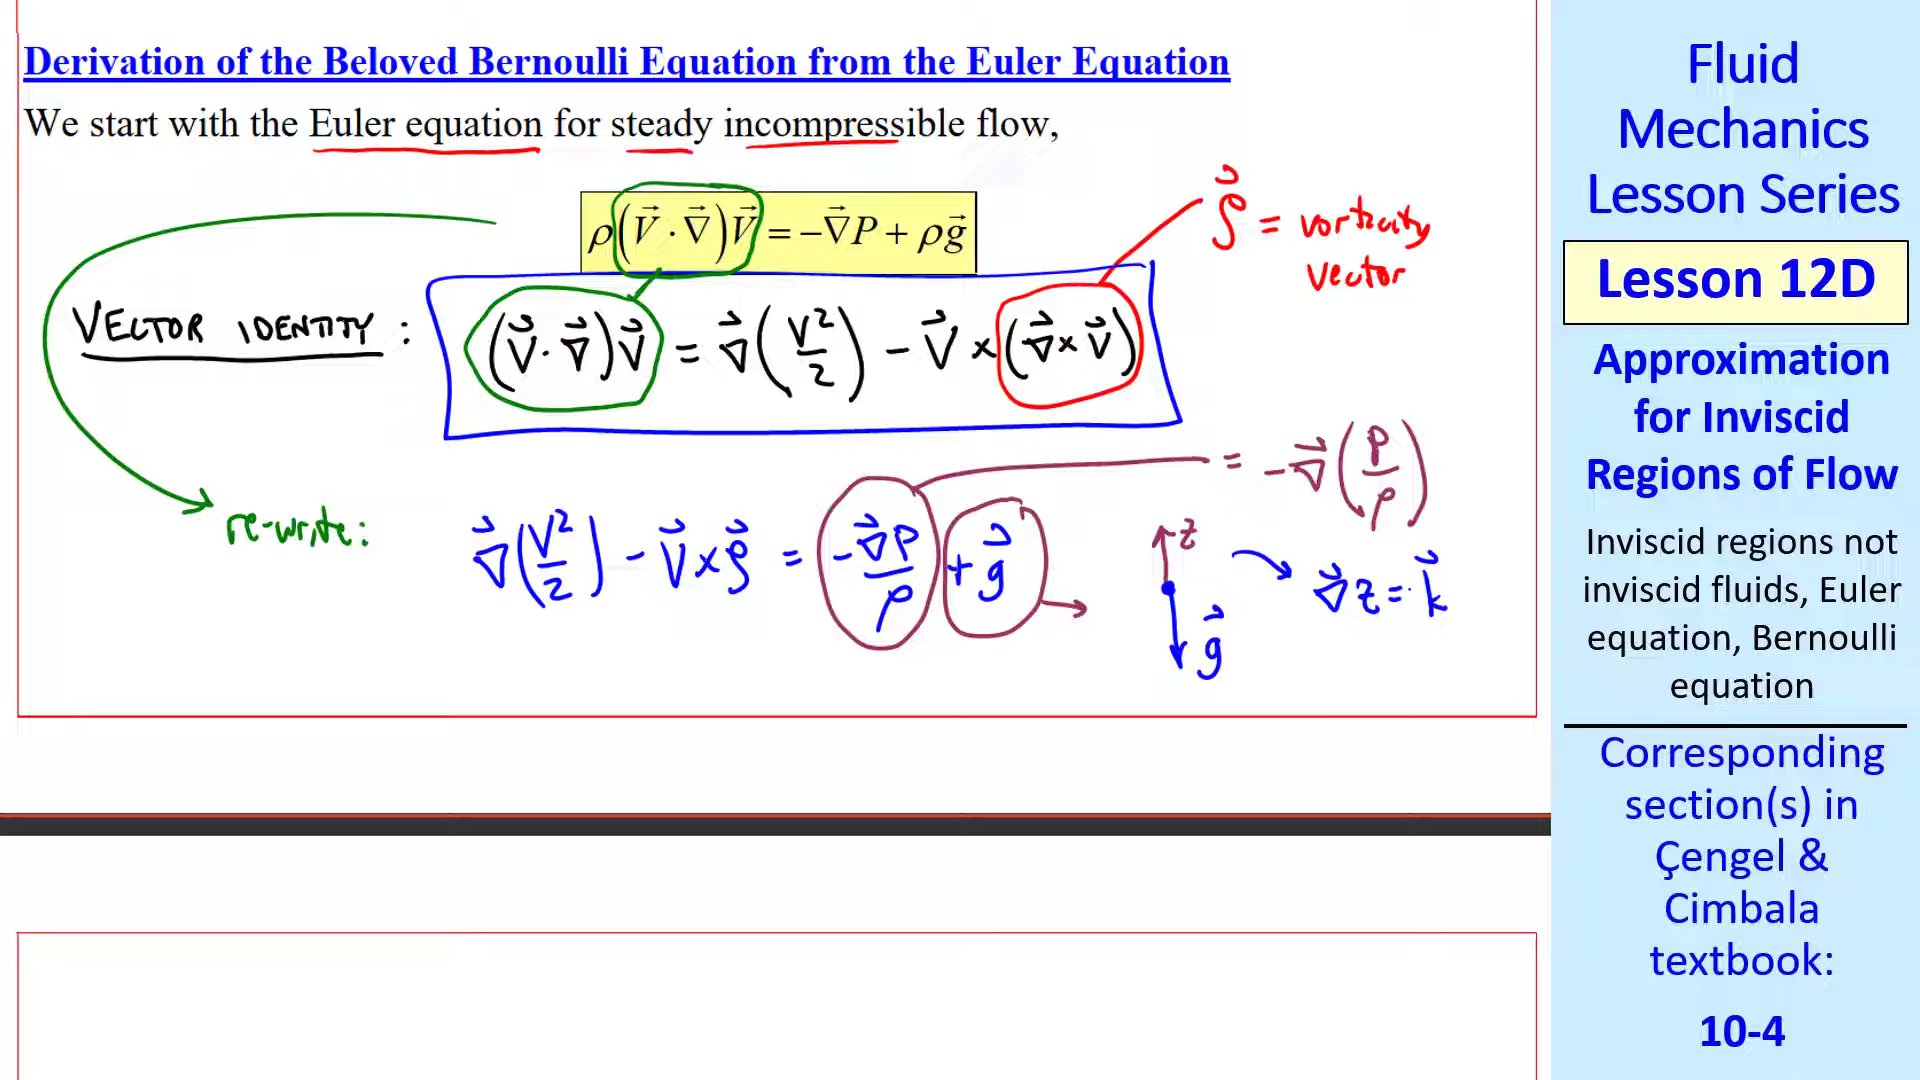 Derivation of the Beloved Bernoulli Equation from the Euler Equation
We start with the Euler equation for steady incompressible flow,
ρ(V⃗·∇⃗)V⃗ = −∇⃗P + ρg⃗
ζ⃗ = vorticity
vector
VECTOR IDENTITY: (V⃗·∇⃗)V⃗ = ∇⃗(V²/2) − V⃗×(∇⃗×V⃗)
= −∇⃗(P/ρ)
re-write: ∇⃗(V²/2) − V⃗×ζ⃗ = −∇⃗P/ρ + g⃗
z
∇⃗z = k⃗
g⃗
Fluid
Mechanics
Lesson Series
Lesson 12D
Approximation
for Inviscid
Regions of Flow
Inviscid regions not
inviscid fluids, Euler
equation, Bernoulli
equation
Corresponding
section(s) in
Çengel &
Cimbala
textbook:
10-4